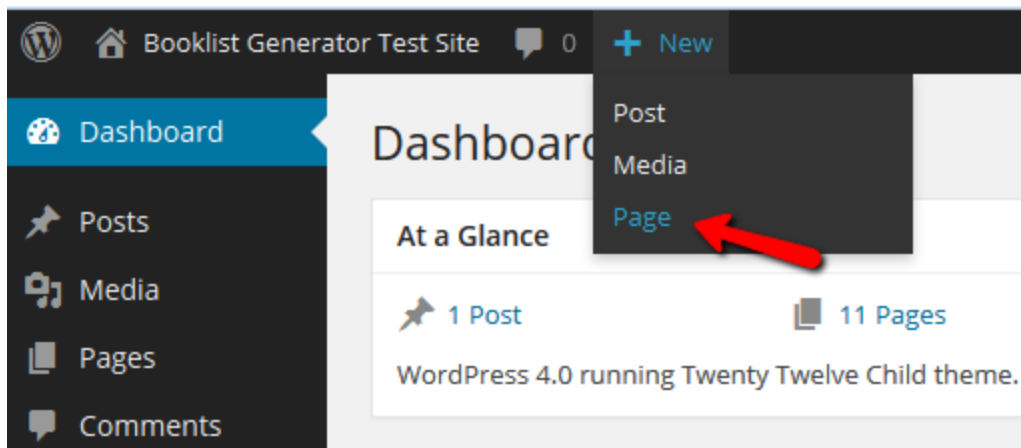 Booklist Generator Test Site 0 + New
Post
Media
Page
Dashboard
Posts
Media
Pages
Comments
Dashboard
At a Glance
1 Post 11 Pages
WordPress 4.0 running Twenty Twelve Child theme.